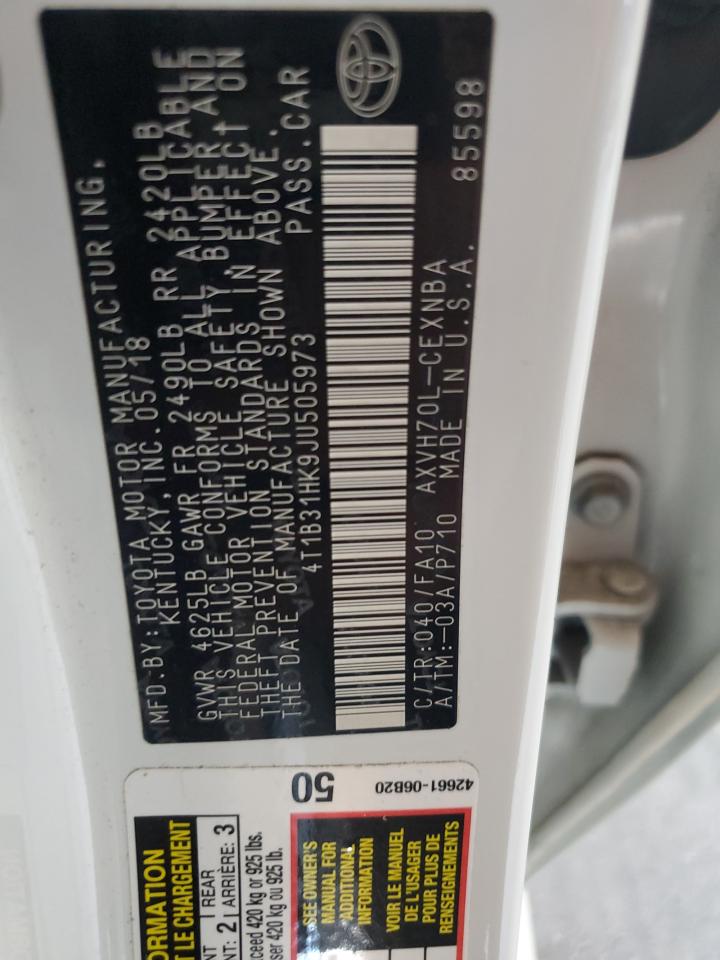 MFD.BY:TOYOTA MOTOR MANUFACTURING,
KENTUCKY, INC. 05/18
GVWR 4625LB GAWR FR 2490LB RR 2420LB
THIS VEHICLE CONFORMS TO ALL APPLICABLE
FEDERAL MOTOR VEHICLE SAFETY, BUMPER AND
THEFT PREVENTION STANDARDS IN EFFECT ON
THE DATE OF MANUFACTURE SHOWN ABOVE.
4T1B31HK9JU505973 PASS.CAR
C/TR:040/FA10 AXVH70L-CEXNBA
A/TM:-03A/P710 MADE IN U.S.A. 85598
50
42661-06B20
ORMATION
T LE CHARGEMENT
NT REAR
NT: 2 ARRIÈRE: 3
xceed 420 kg or 925 lbs.
ser 420 kg ou 925 lb.
SEE OWNER'S
MANUAL FOR
ADDITIONAL
INFORMATION
VOIR LE MANUEL
DE L'USAGER
POUR PLUS DE
RENSEIGNEMENTS